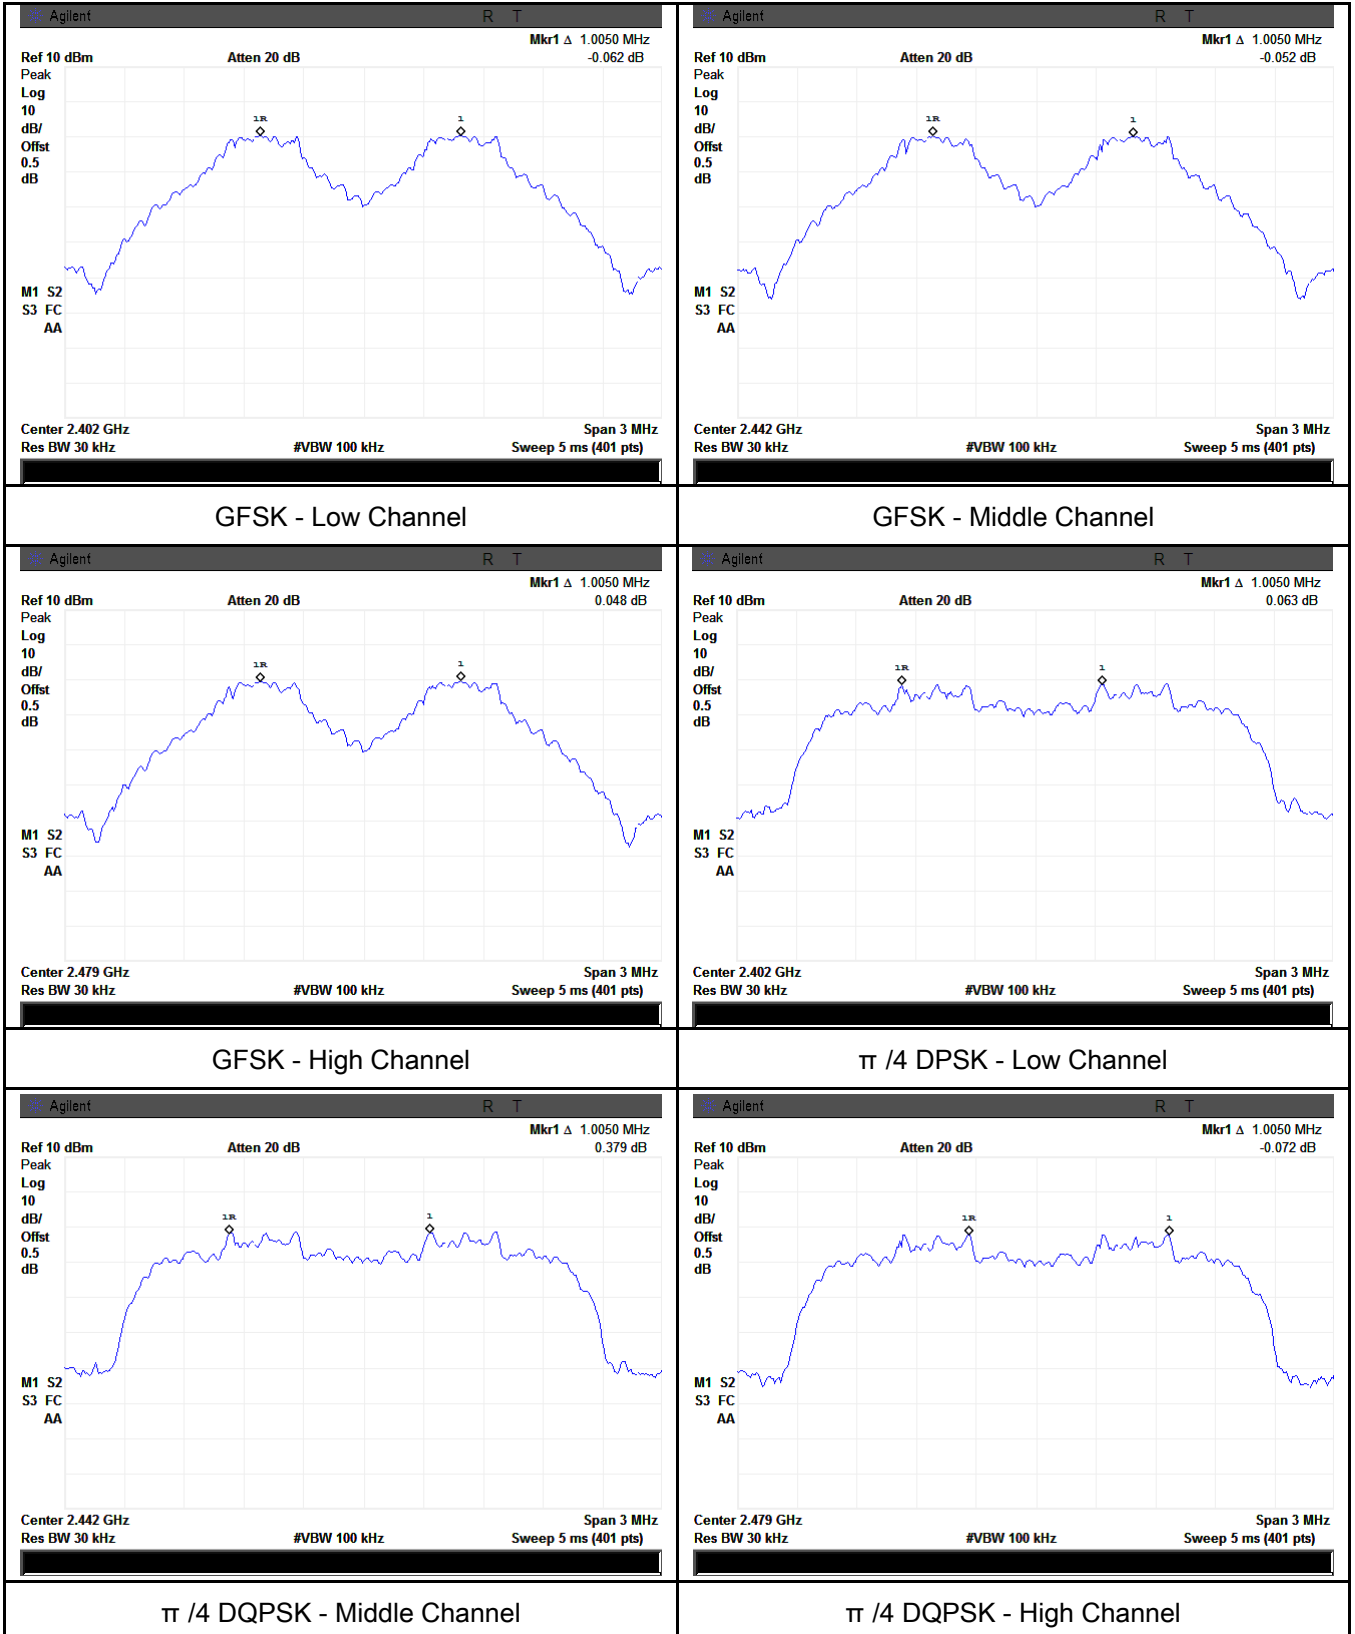 Agilent R T
Mkr1 Δ 1.0050 MHz
Ref 10 dBm Atten 20 dB -0.062 dB
Peak
Log
10
dB/
Offst
0.5
dB
1R 1
M1 S2
S3 FC
AA
Center 2.402 GHz Span 3 MHz
Res BW 30 kHz #VBW 100 kHz Sweep 5 ms (401 pts)
GFSK - Low Channel
Agilent R T
Mkr1 Δ 1.0050 MHz
Ref 10 dBm Atten 20 dB -0.052 dB
Peak
Log
10
dB/
Offst
0.5
dB
1R 1
M1 S2
S3 FC
AA
Center 2.442 GHz Span 3 MHz
Res BW 30 kHz #VBW 100 kHz Sweep 5 ms (401 pts)
GFSK - Middle Channel
Agilent R T
Mkr1 Δ 1.0050 MHz
Ref 10 dBm Atten 20 dB 0.048 dB
Peak
Log
10
dB/
Offst
0.5
dB
1R 1
M1 S2
S3 FC
AA
Center 2.479 GHz Span 3 MHz
Res BW 30 kHz #VBW 100 kHz Sweep 5 ms (401 pts)
GFSK - High Channel
Agilent R T
Mkr1 Δ 1.0050 MHz
Ref 10 dBm Atten 20 dB 0.063 dB
Peak
Log
10
dB/
Offst
0.5
dB
1R 1
M1 S2
S3 FC
AA
Center 2.402 GHz Span 3 MHz
Res BW 30 kHz #VBW 100 kHz Sweep 5 ms (401 pts)
π /4 DPSK - Low Channel
Agilent R T
Mkr1 Δ 1.0050 MHz
Ref 10 dBm Atten 20 dB 0.379 dB
Peak
Log
10
dB/
Offst
0.5
dB
1R 1
M1 S2
S3 FC
AA
Center 2.442 GHz Span 3 MHz
Res BW 30 kHz #VBW 100 kHz Sweep 5 ms (401 pts)
π /4 DQPSK - Middle Channel
Agilent R T
Mkr1 Δ 1.0050 MHz
Ref 10 dBm Atten 20 dB -0.072 dB
Peak
Log
10
dB/
Offst
0.5
dB
1R 1
M1 S2
S3 FC
AA
Center 2.479 GHz Span 3 MHz
Res BW 30 kHz #VBW 100 kHz Sweep 5 ms (401 pts)
π /4 DQPSK - High Channel